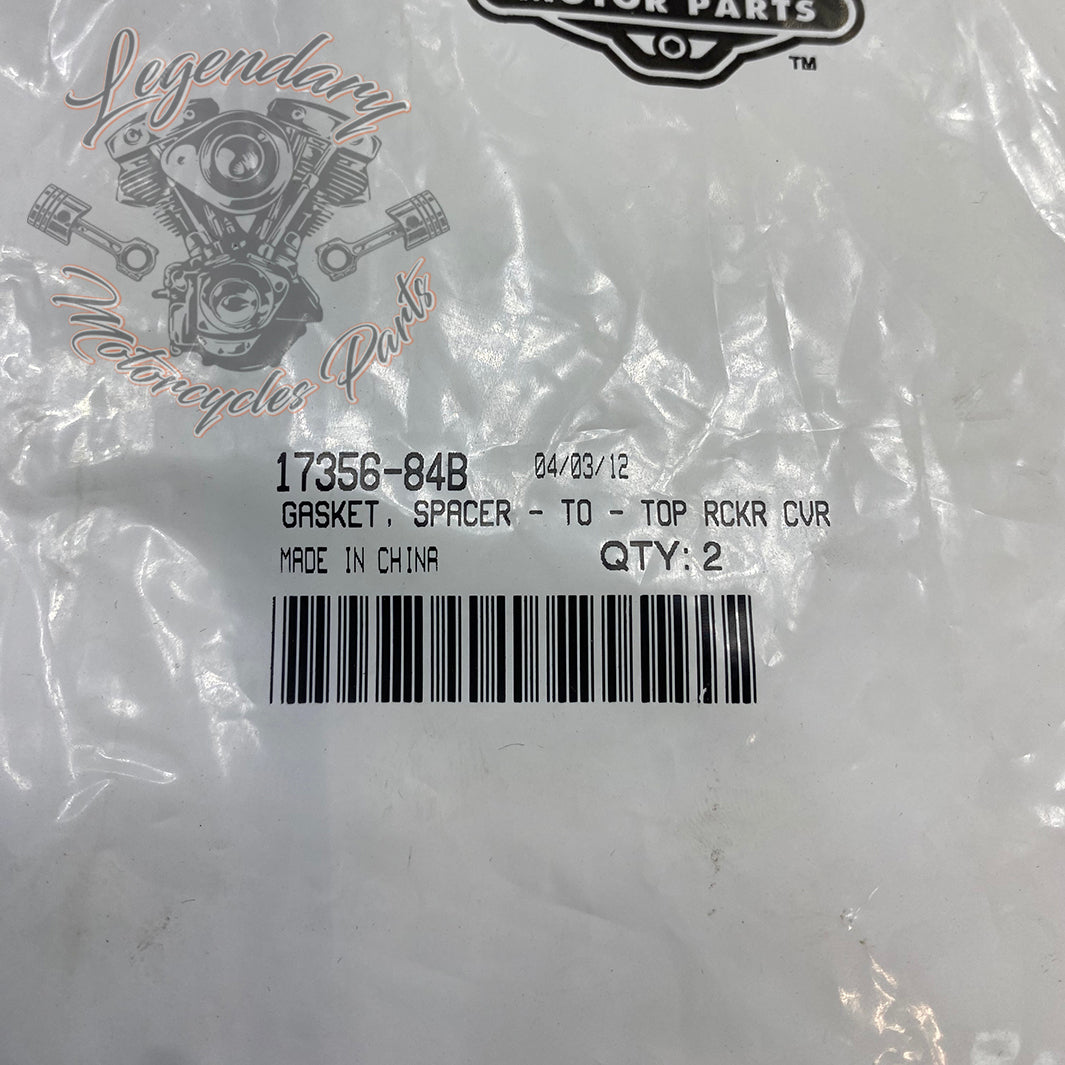 MOTOR PARTS
TM
Legendary
Motorcycles Parts
17356-84B 04/03/12
GASKET, SPACER - TO - TOP RCKR CVR
MADE IN CHINA QTY: 2